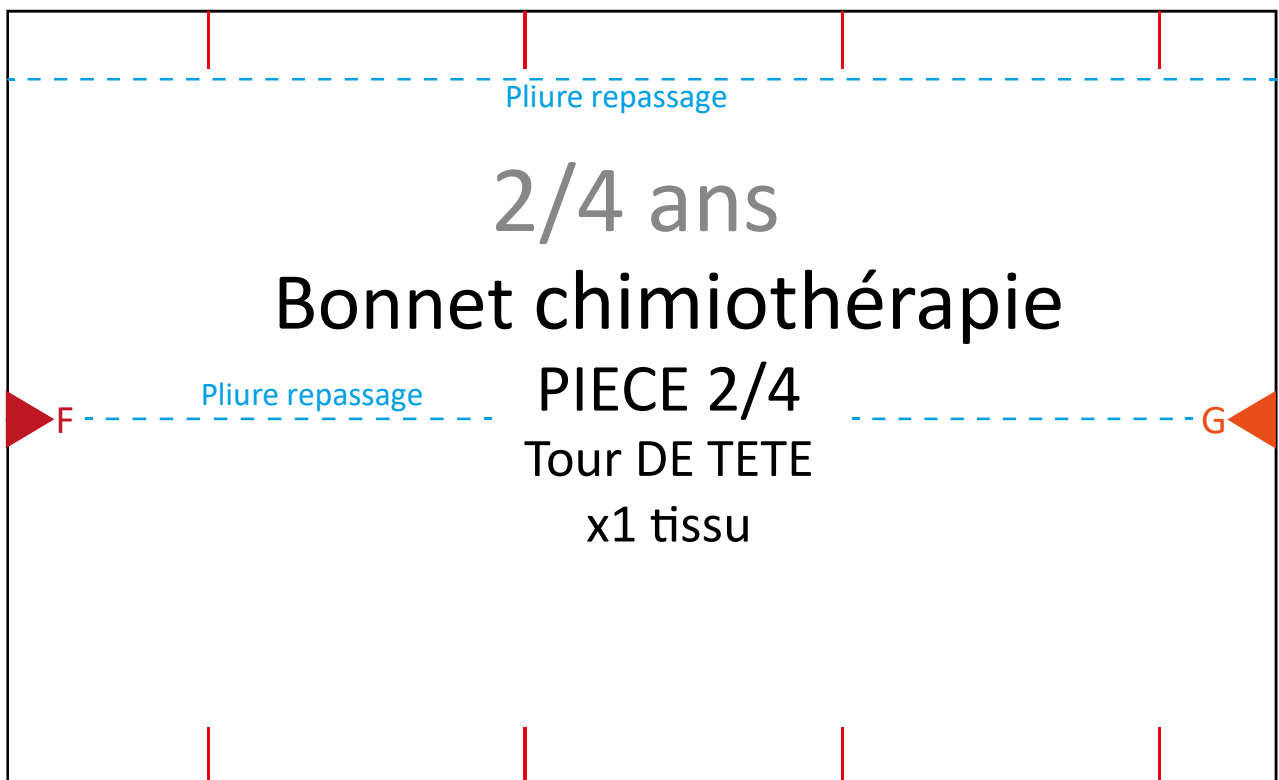 Pliure repassage
2/4 ans
Bonnet chimiothérapie
Pliure repassage
PIECE 2/4
F
G
Tour DE TETE
x1 tissu